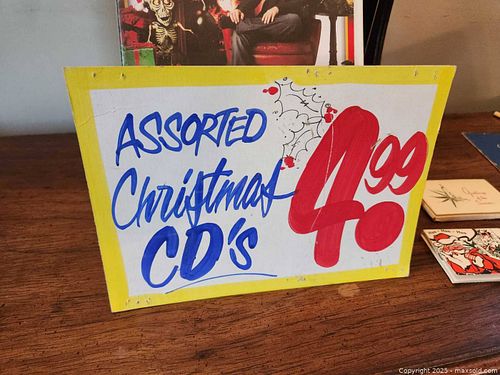 ASSORTED
Christmas
CD's
4.99
Copyright 2025 - maxsold.com